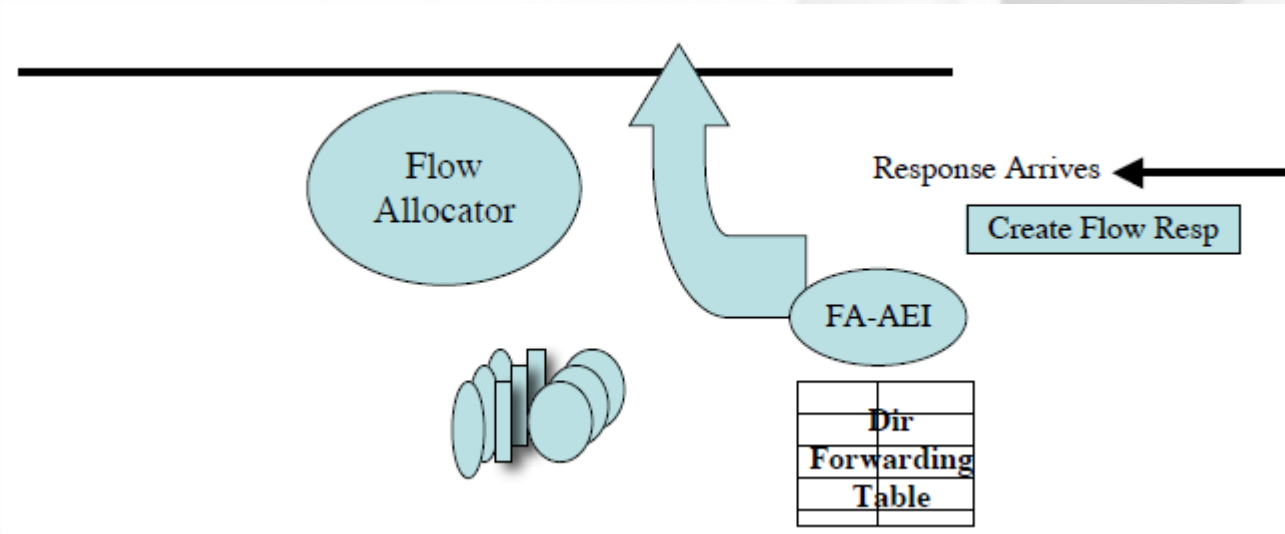 Flow
Allocator
Response Arrives
Create Flow Resp
FA-AEI
Dir
Forwarding
Table